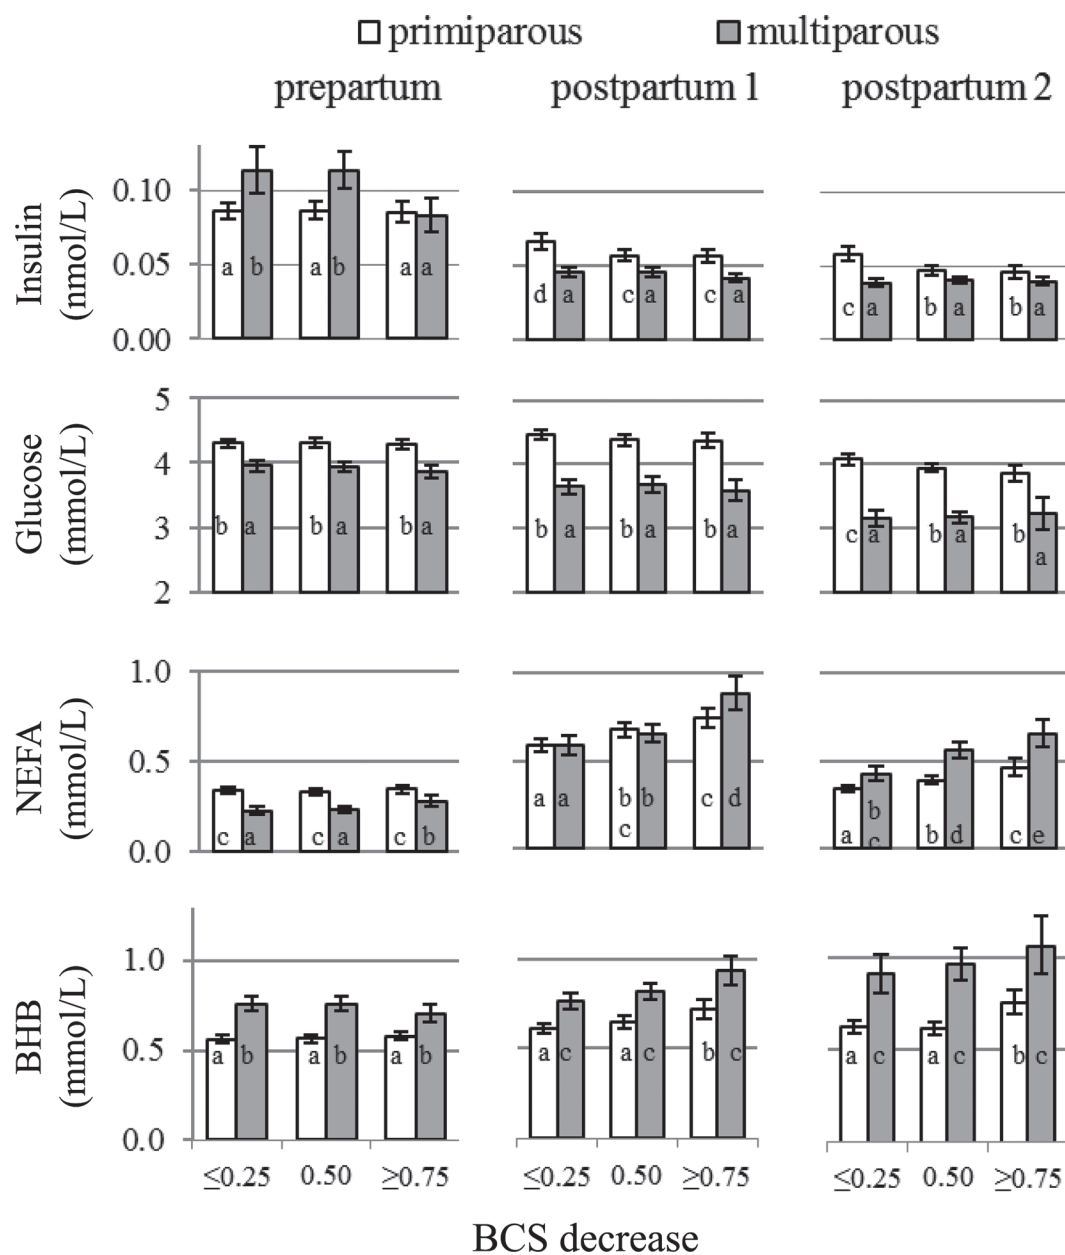 primiparous multiparous
prepartum postpartum 1 postpartum 2
Insulin (nmol/L)
0.10
0.05
0.00
a b a b a a
d a c a c a
c a b a b a
Glucose (mmol/L)
5
4
3
2
b a b a b a
b a b a b a
c a b a b a
NEFA (mmol/L)
1.0
0.5
0.0
c a c a c b
a a b c b c d
a b c b d c e
BHB (mmol/L)
1.0
0.5
0.0
a b a b a b
a c a c b c
a c a c b c
≤0.25 0.50 ≥0.75 ≤0.25 0.50 ≥0.75 ≤0.25 0.50 ≥0.75
BCS decrease